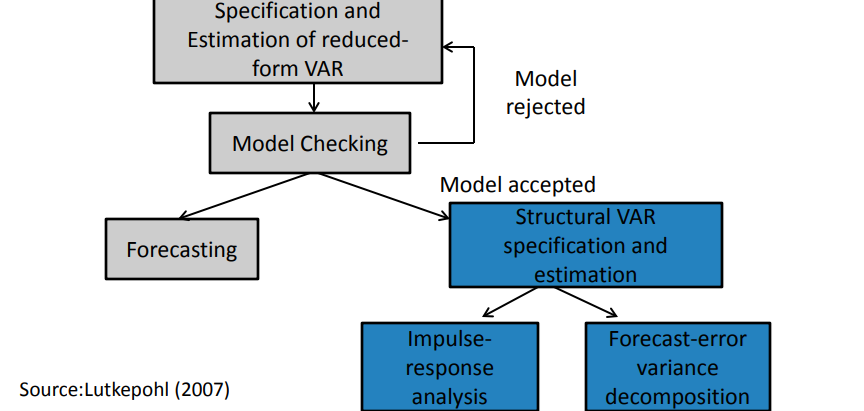 Specification and
Estimation of reduced-
form VAR
Model
rejected
Model Checking
Model accepted
Structural VAR
specification and
estimation
Forecasting
Impulse-
response
analysis
Forecast-error
variance
decomposition
Source:Lutkepohl (2007)